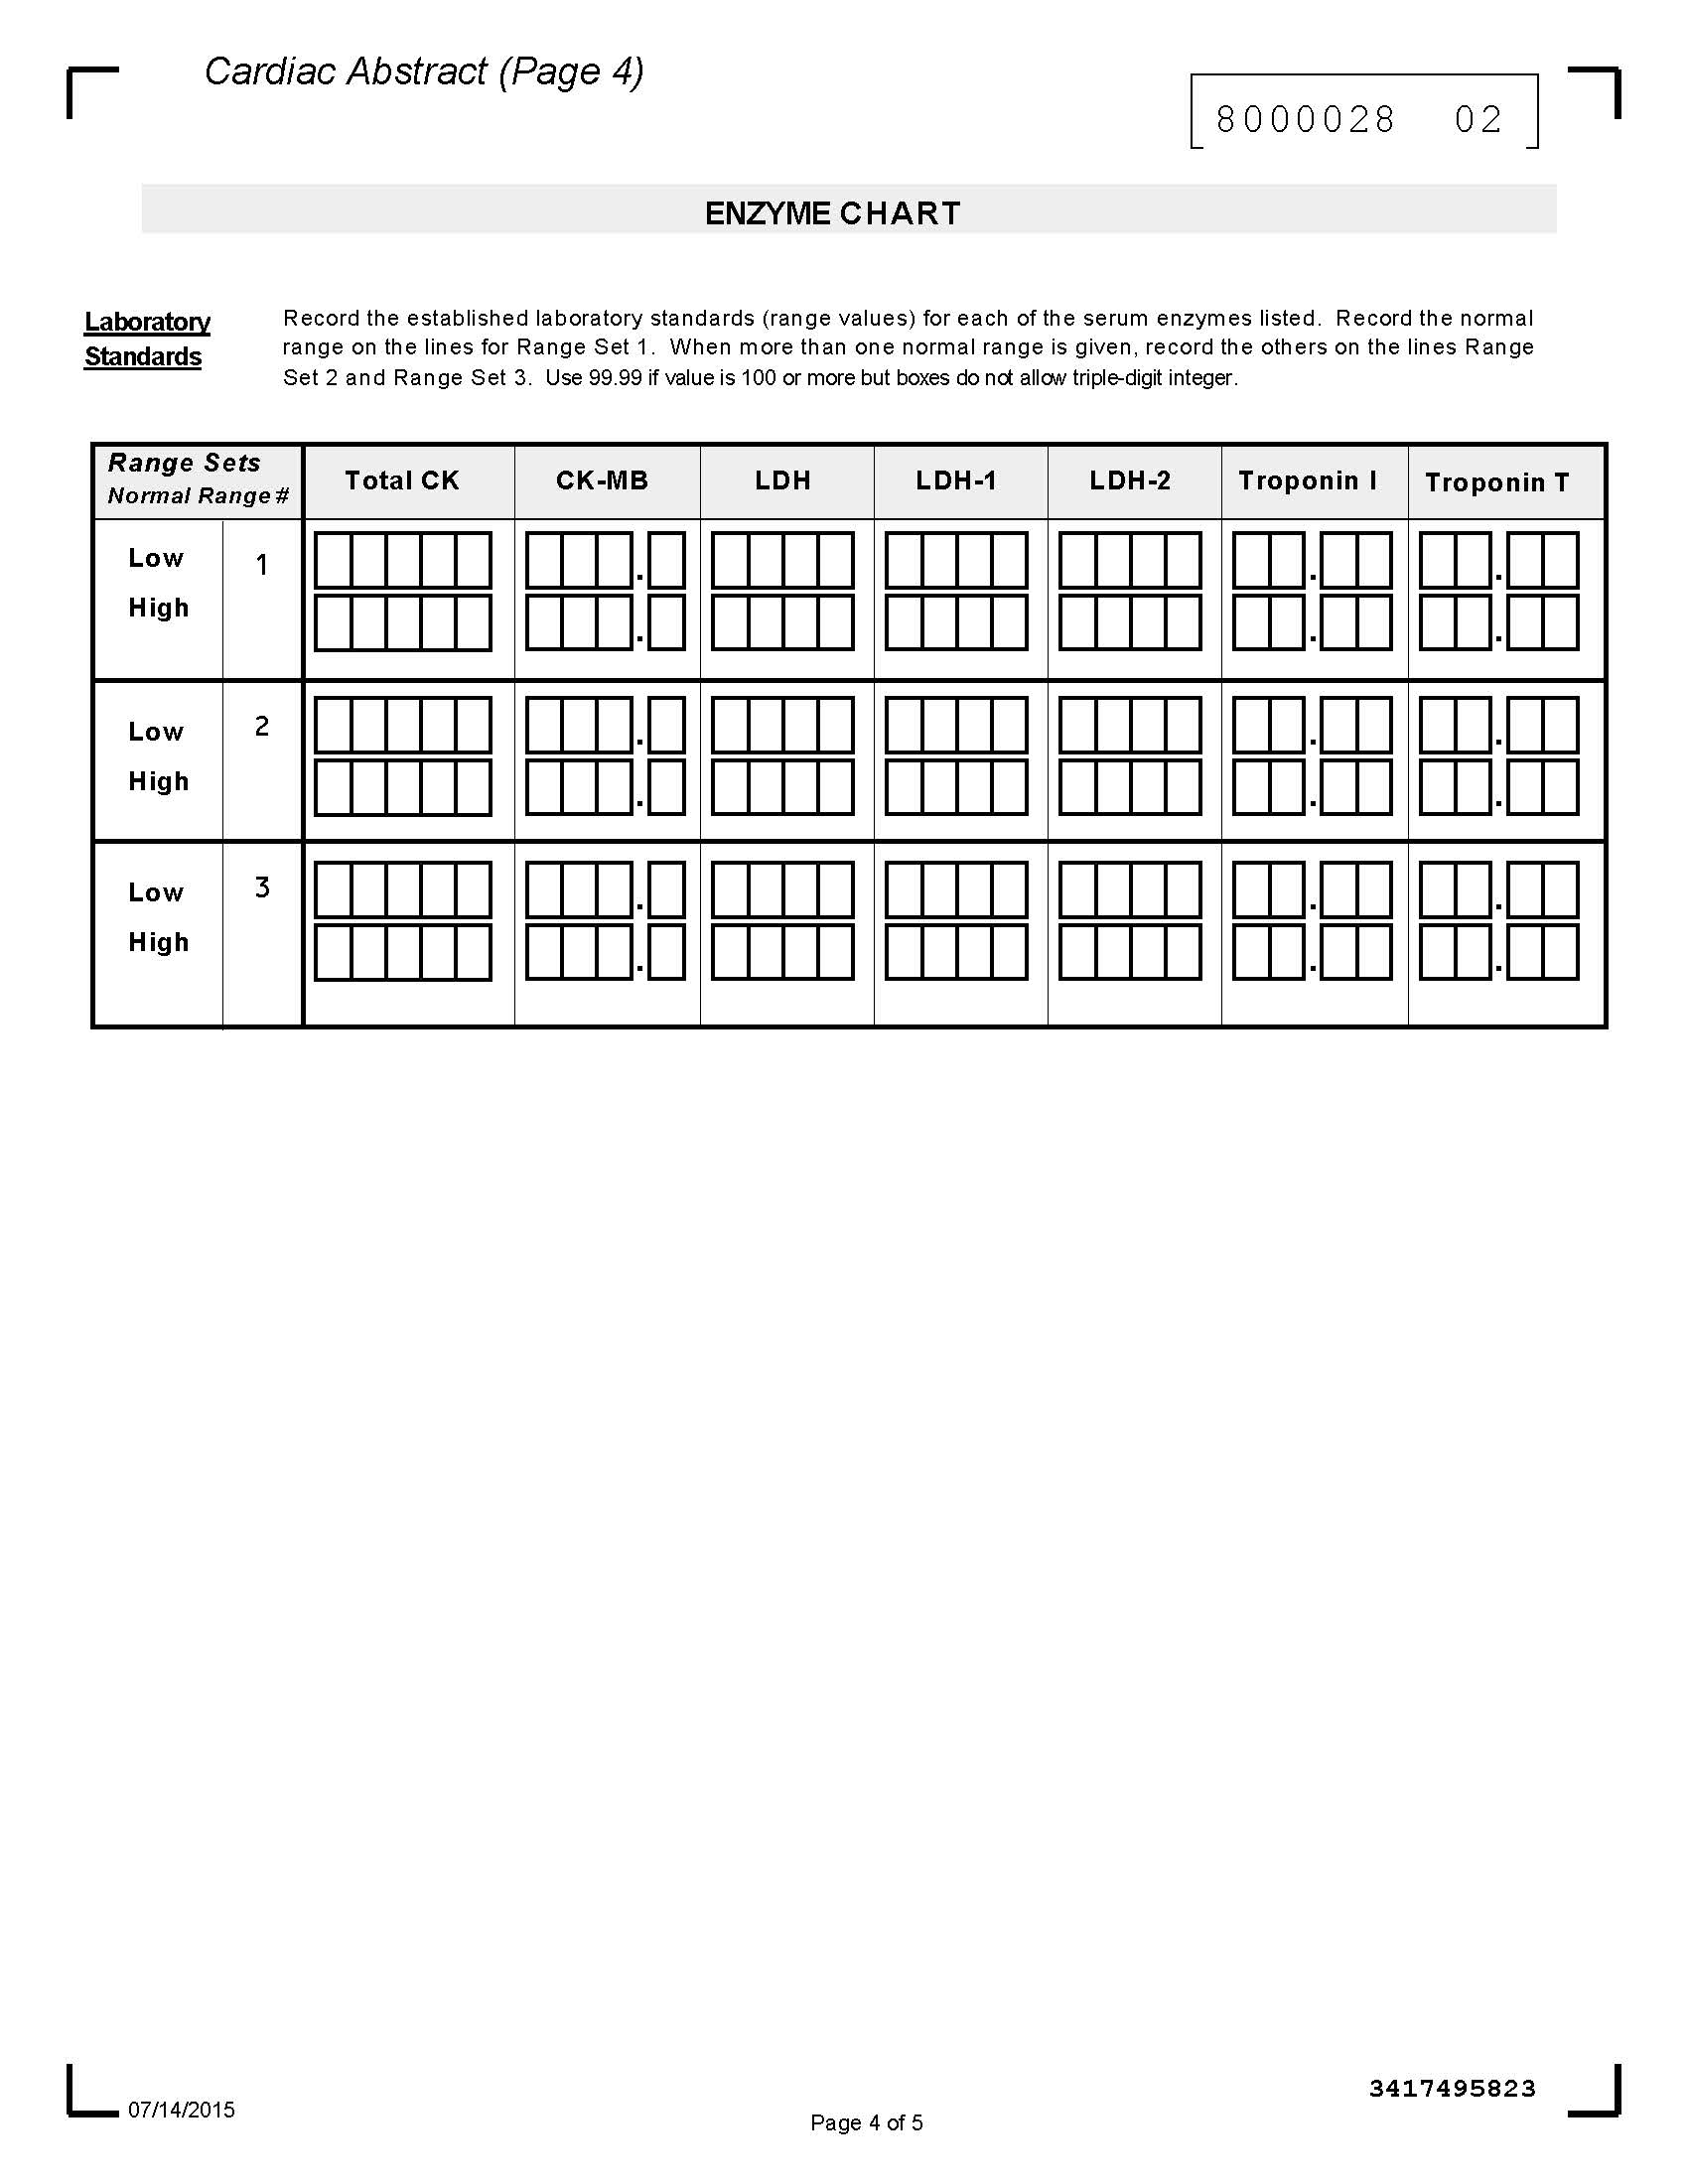 Cardiac Abstract (Page 4)
8000028 02
ENZYME CHART
Laboratory Standards
Record the established laboratory standards (range values) for each of the serum enzymes listed. Record the normal
range on the lines for Range Set 1. When more than one normal range is given, record the others on the lines Range
Set 2 and Range Set 3. Use 99.99 if value is 100 or more but boxes do not allow triple-digit integer.
Range Sets
Normal Range #
Total CK CK-MB LDH LDH-1 LDH-2 Troponin I Troponin T
Low 1
High
Low 2
High
Low 3
High
3417495823
07/14/2015
Page 4 of 5